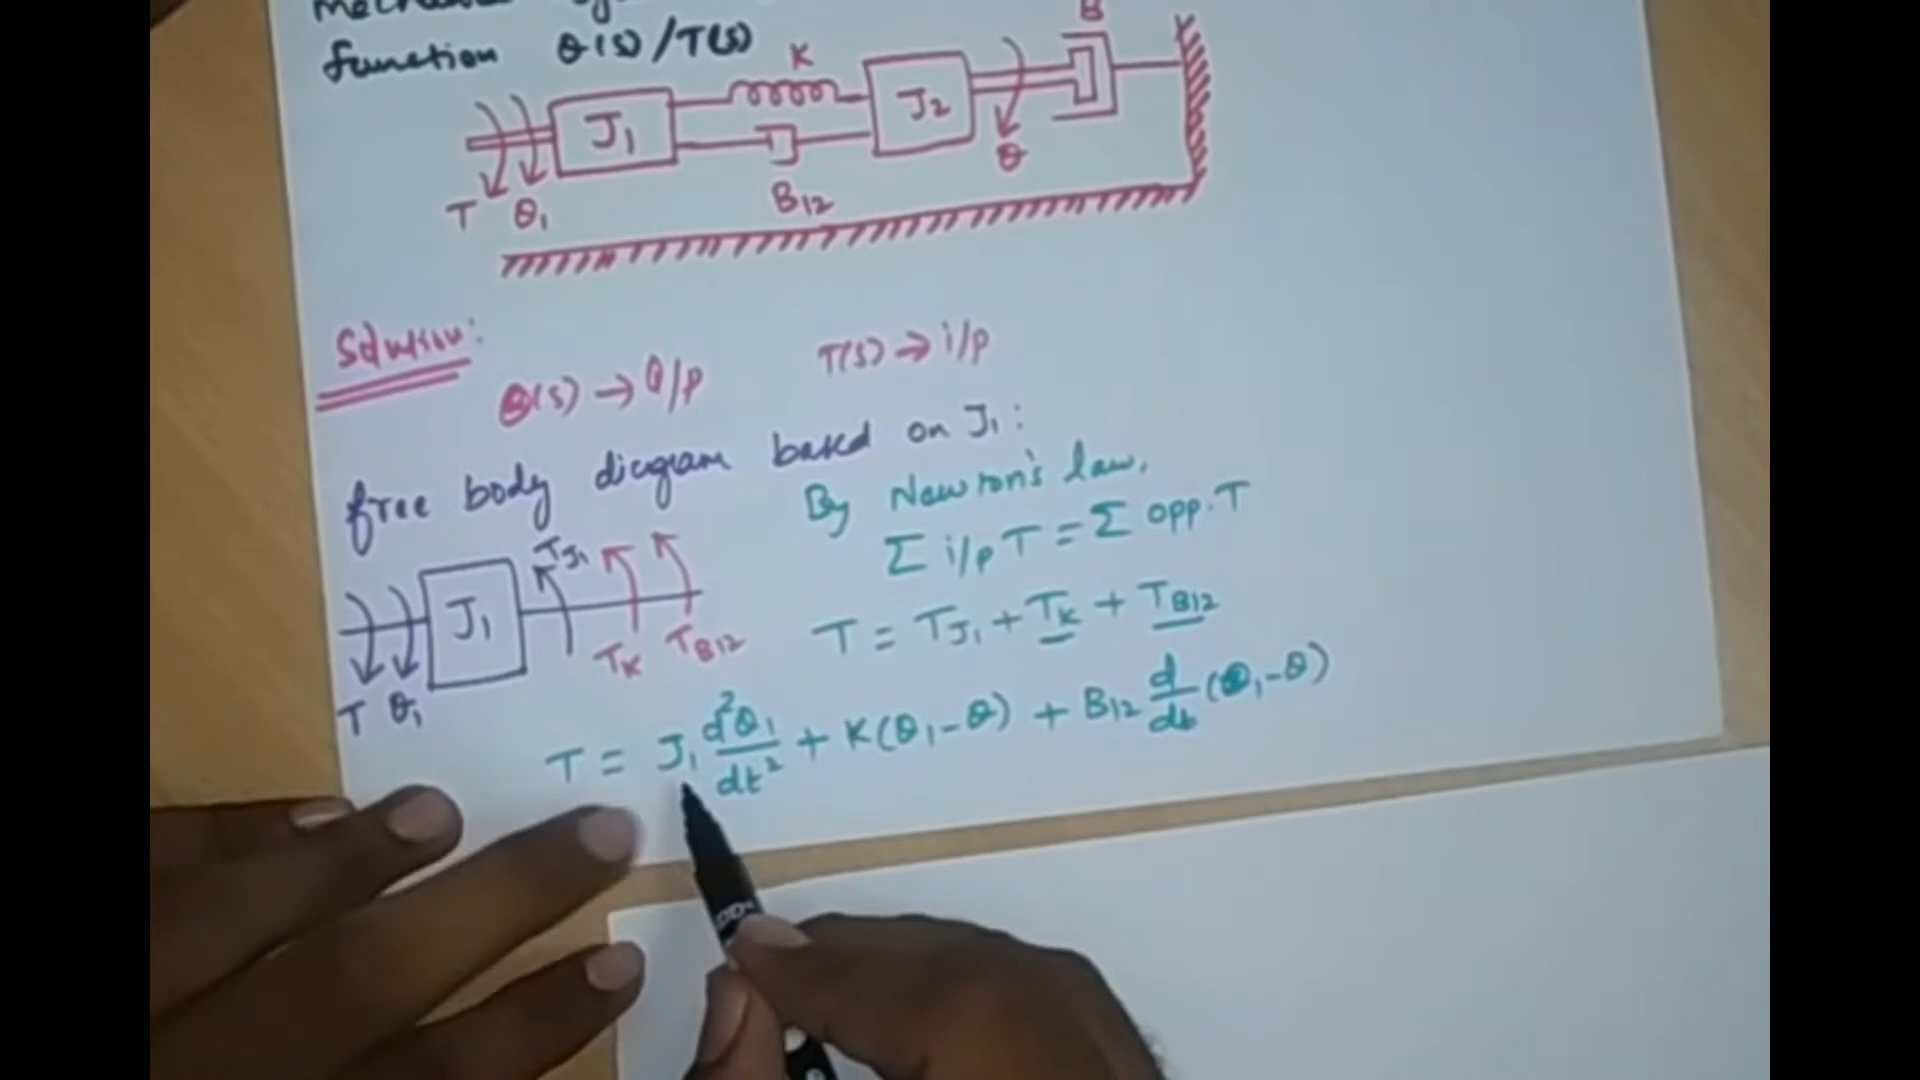 function θ(s)/T(s)
K
B
J1
J2
T θ1
B12
θ
Solution:
θ(s) → O/p T(s) → i/p
free body diagram based on J1:
By Newton's law,
Σ i/p T = Σ opp. T
TJ1
J1
TK TB12
T θ1
T = TJ1 + TK + TB12
T = J1 d²θ1/dt² + K(θ1-θ) + B12 d/dt (θ1-θ)